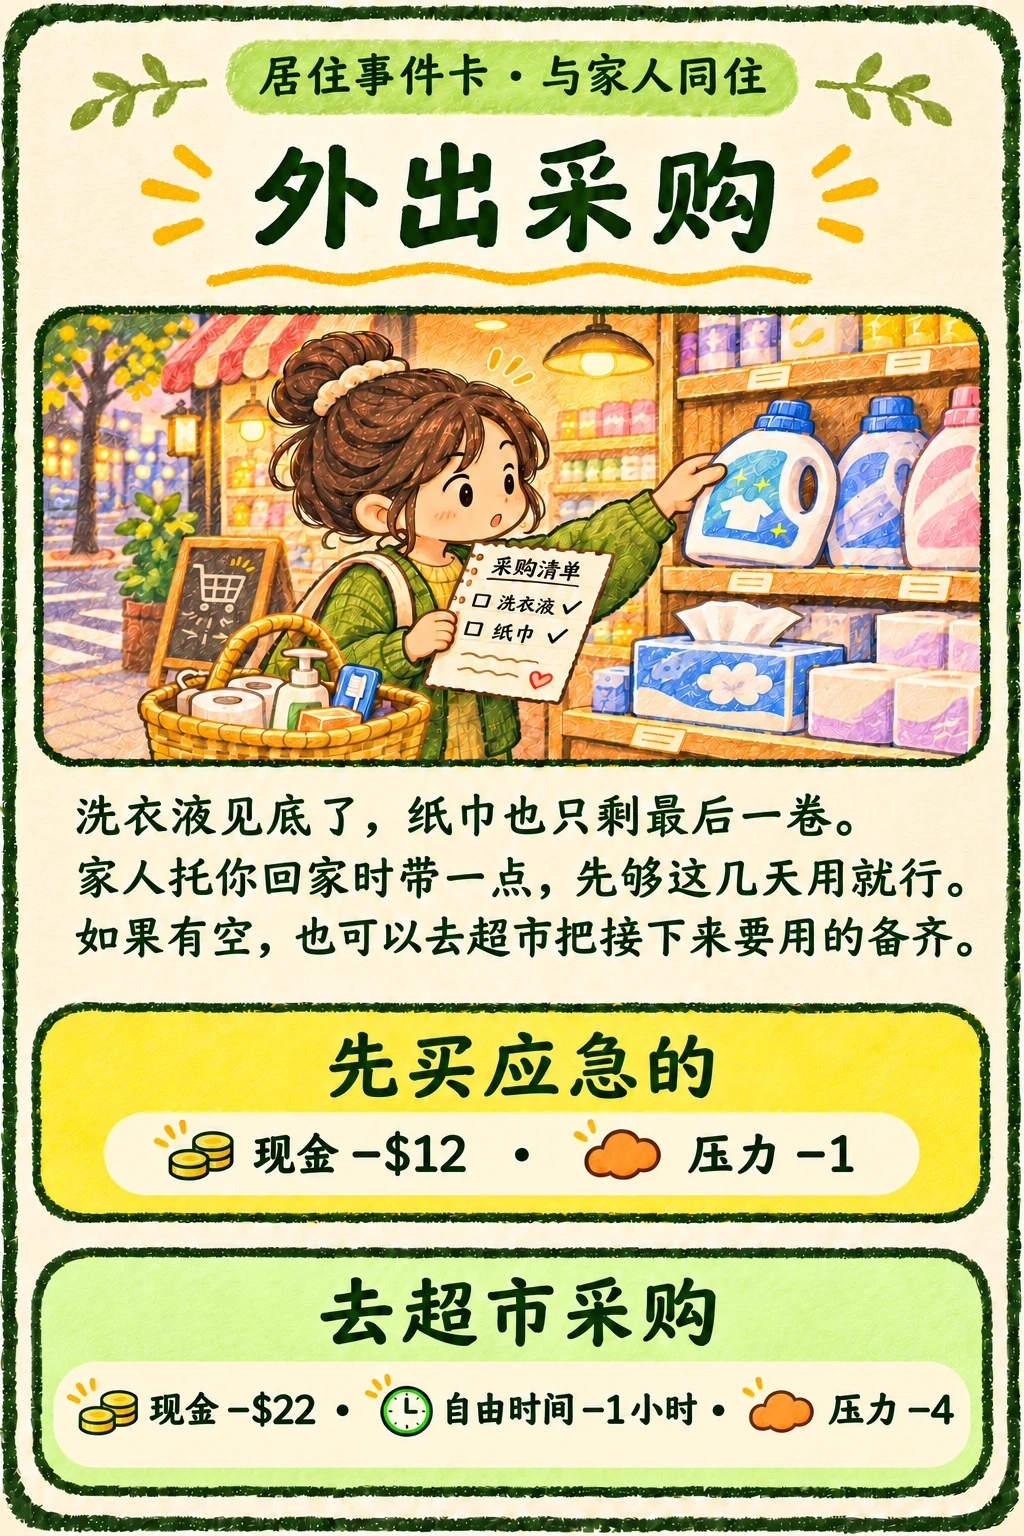 居住事件卡・与家人同住
外出采购
采购清单
洗衣液 ✓
纸巾 ✓
洗衣液见底了，纸巾也只剩最后一卷。
家人托你回家时带一点，先够这几天用就行。
如果有空，也可以去超市把接下来要用的备齐。
先买应急的
现金 −$12 • 压力 −1
去超市采购
现金 −$22 • 自由时间 −1小时 • 压力 −4